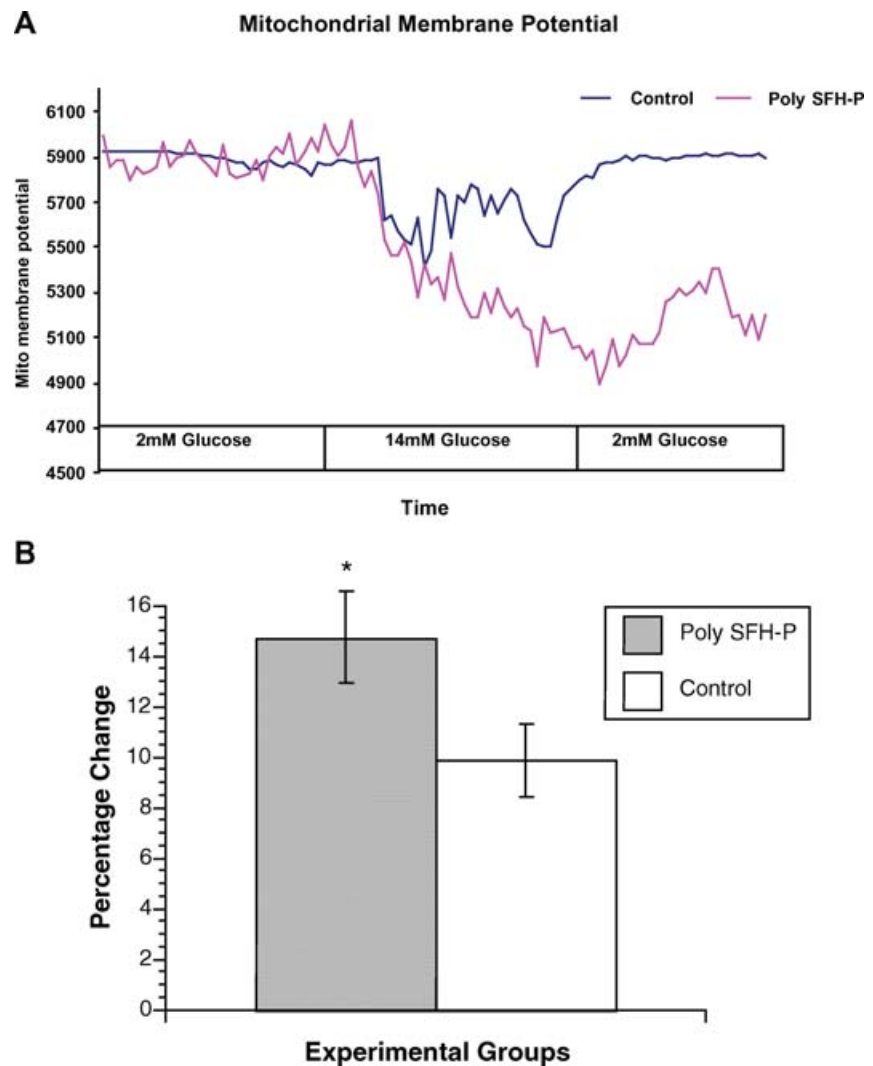 A
Mitochondrial Membrane Potential
Control
Poly SFH-P
Mito membrane potential
6100
5900
5700
5500
5300
5100
4900
4700
4500
2mM Glucose
14mM Glucose
2mM Glucose
Time
B
*
Percentage Change
16
14
12
10
8
6
4
2
0
Poly SFH-P
Control
Experimental Groups